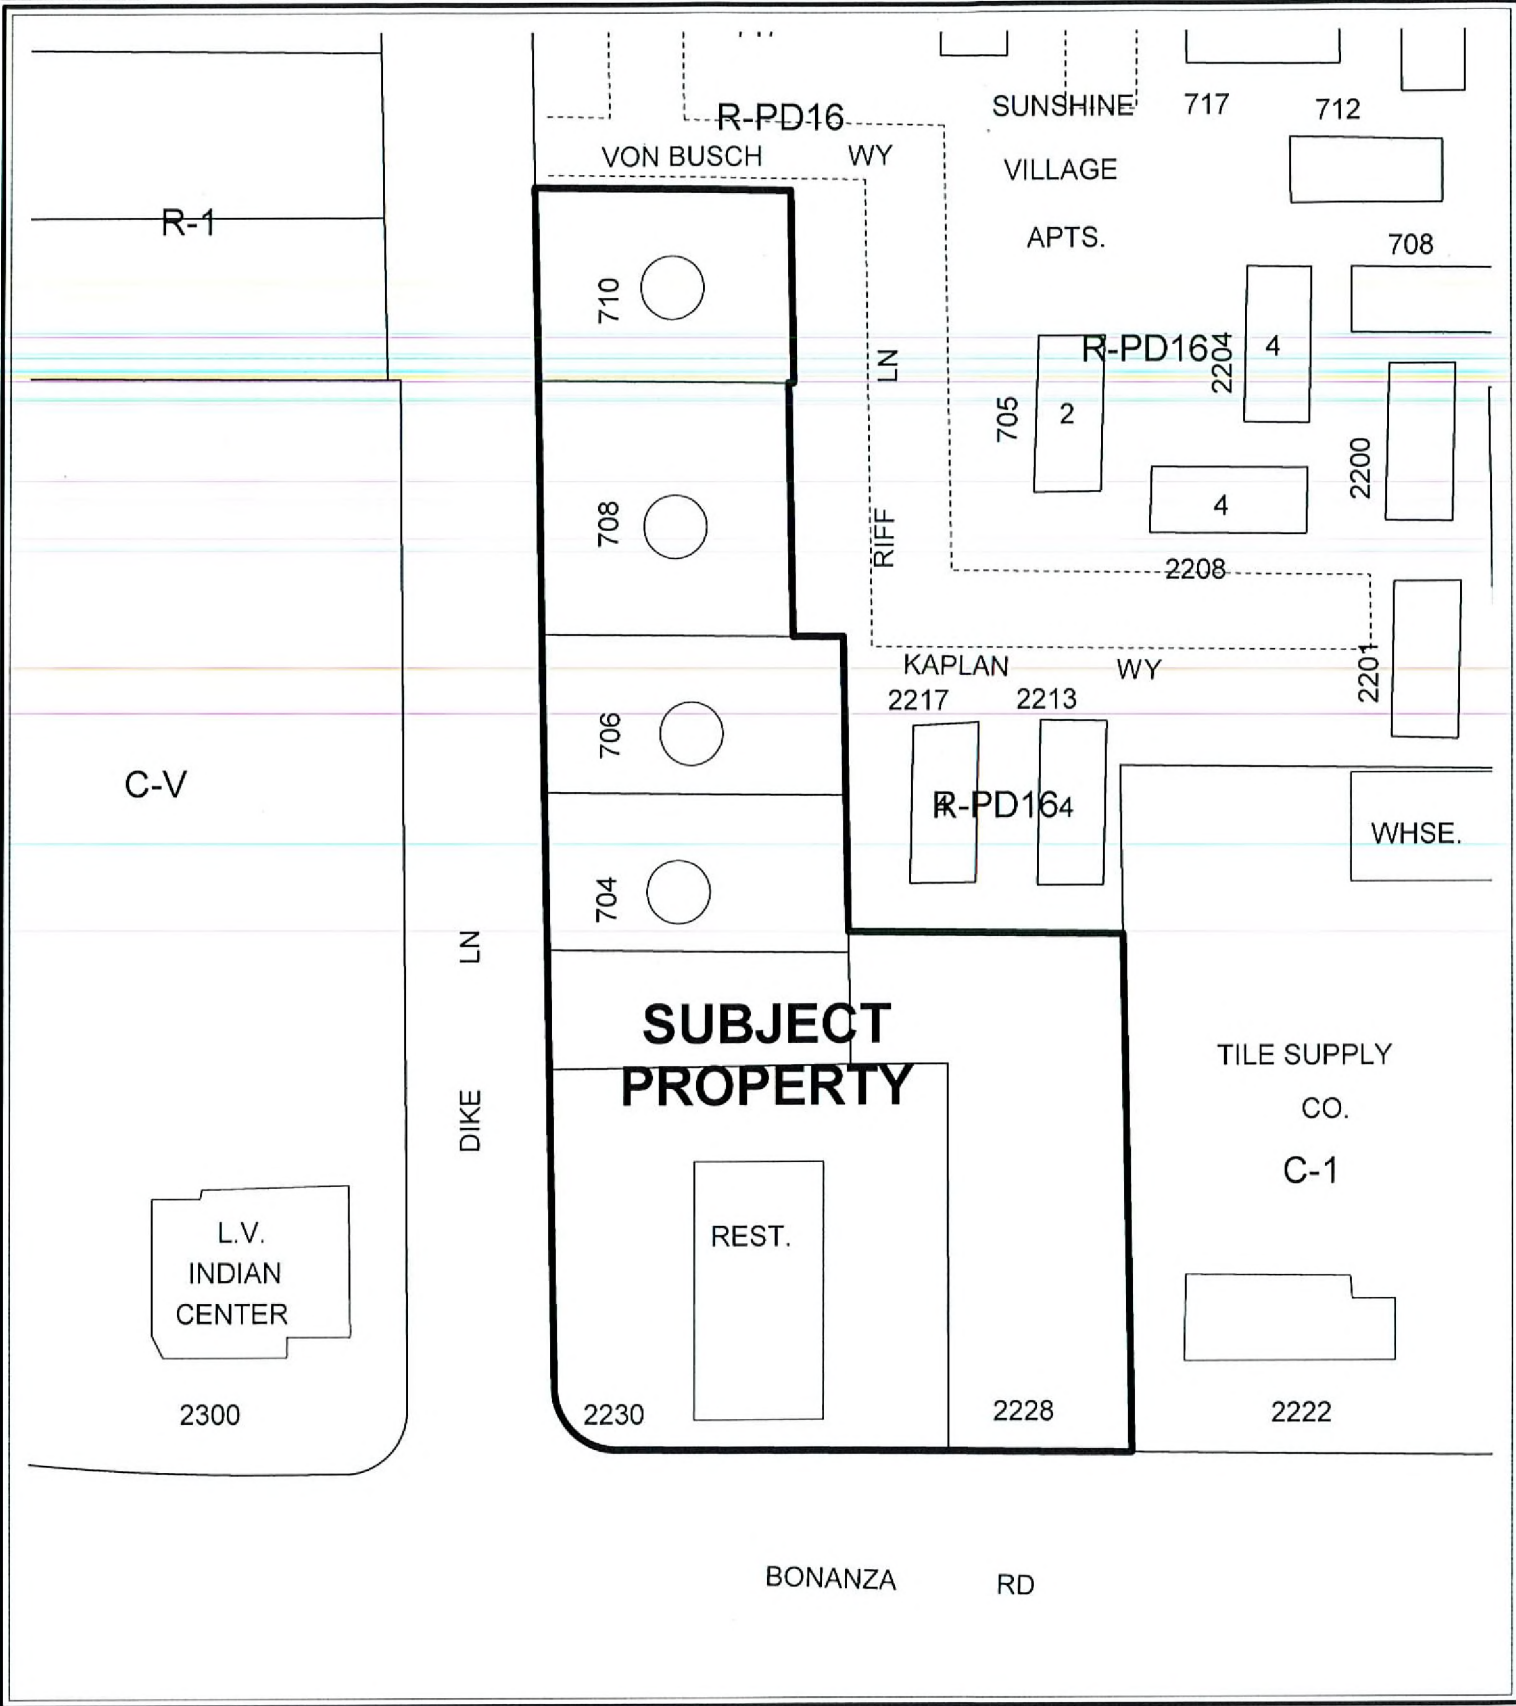 R-PD16
SUNSHINE
717
712
VON BUSCH WY
VILLAGE
R-1
APTS.
708
710
LN
R-PD16
2204
4
705
2
2200
708
4
RIFF
2208
KAPLAN WY
2201
2217
2213
706
C-V
R-PD16
4
4
WHSE.
704
LN
SUBJECT
PROPERTY
TILE SUPPLY
CO.
DIKE
C-1
L.V.
INDIAN
CENTER
REST.
2300
2230
2228
2222
BONANZA RD